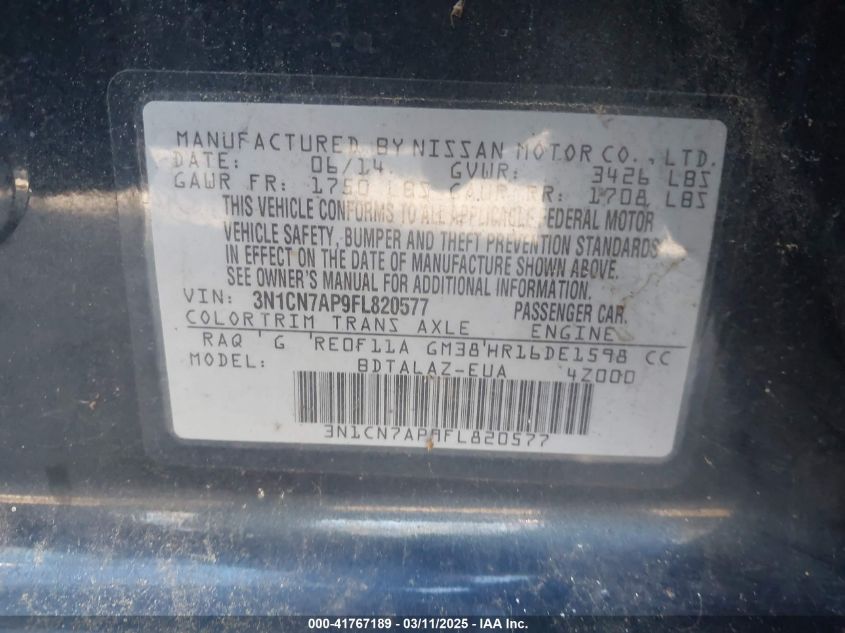 MANUFACTURED BY NISSAN MOTOR CO., LTD.
DATE: 06/14 GVWR: 3426 LBS
GAWR FR: 1750 LBS GAWR RR: 1708 LBS
THIS VEHICLE CONFORMS TO ALL APPLICABLE FEDERAL MOTOR
VEHICLE SAFETY, BUMPER AND THEFT PREVENTION STANDARDS
IN EFFECT ON THE DATE OF MANUFACTURE SHOWN ABOVE.
SEE OWNER'S MANUAL FOR ADDITIONAL INFORMATION.
VIN: 3N1CN7AP9FL820577 PASSENGER CAR.
COLORTRIM TRANS AXLE ENGINE
RAQ G RE0F11A GM38 HR16DE1598 CC
MODEL: BDTALAZ-EUA 4Z000
3N1CN7AP9FL820577
000-41767189 - 03/11/2025 - IAA Inc.